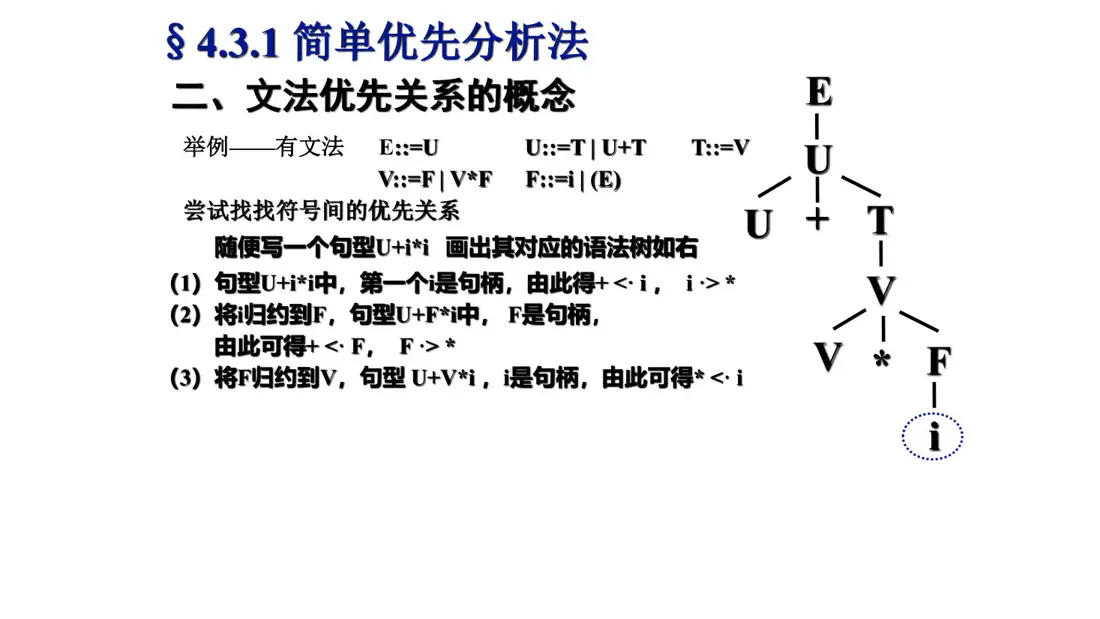 §4.3.1 简单优先分析法
二、文法优先关系的概念
举例——有文法 E::=U U::=T | U+T T::=V
V::=F | V*F F::=i | (E)
尝试找找符号间的优先关系
随便写一个句型U+i*i 画出其对应的语法树如右
(1) 句型U+i*i中，第一个i是句柄，由此得+ <· i ， i ·> *
(2) 将i归约到F，句型U+F*i中， F是句柄，
由此可得+ <· F， F ·> *
(3) 将F归约到V，句型 U+V*i ，i是句柄，由此可得* <· i
E
U
U + T
V
V * F
i